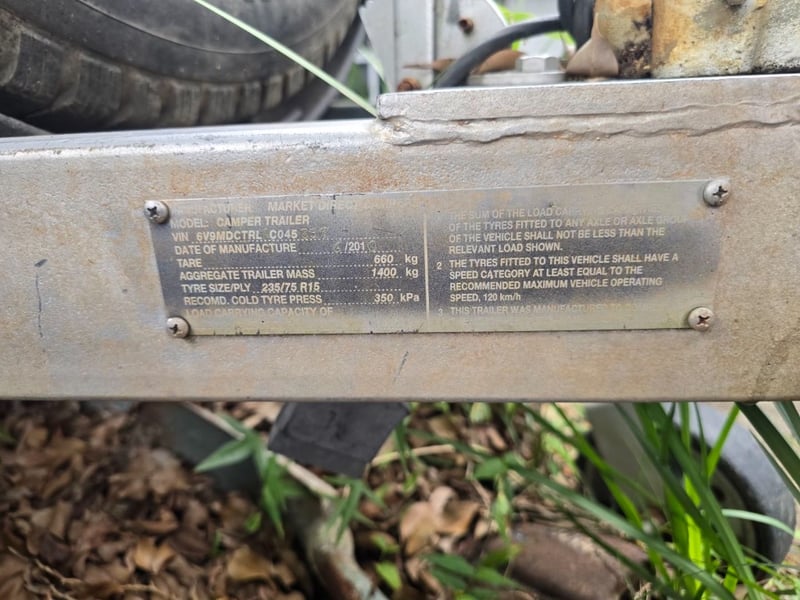 MARKET DIREC
MODEL: CAMPER TRAILER
VIN 6V9MDCTRL C045
DATE OF MANUFACTURE /201
TARE 660 kg
AGGREGATE TRAILER MASS 1400 kg
TYRE SIZE/PLY 235/75 R15
RECOMD. COLD TYRE PRESS 350 kPa
LOAD CARRYING CAPACITY OF
THE SUM OF THE LOAD
OF THE TYRES FITTED TO ANY AXLE OR AXLE GROUP
OF THE VEHICLE SHALL NOT BE LESS THAN THE
RELEVANT LOAD SHOWN.
2 THE TYRES FITTED TO THIS VEHICLE SHALL HAVE A
SPEED CATEGORY AT LEAST EQUAL TO THE
RECOMMENDED MAXIMUM VEHICLE OPERATING
SPEED, 120 km/h
3 THIS TRAILER WAS MANUFACTURED